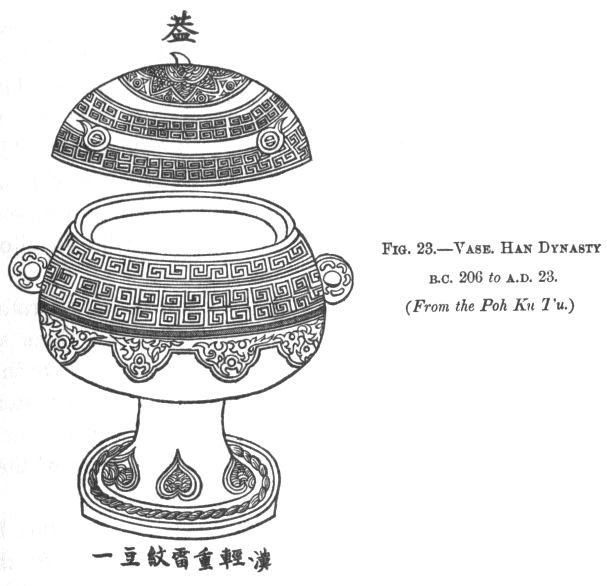 葢
漢輕重雷紋豆一
FIG. 23.—VASE. HAN DYNASTY
B.C. 206 to A.D. 23.
(From the Poh Ku T'u.)